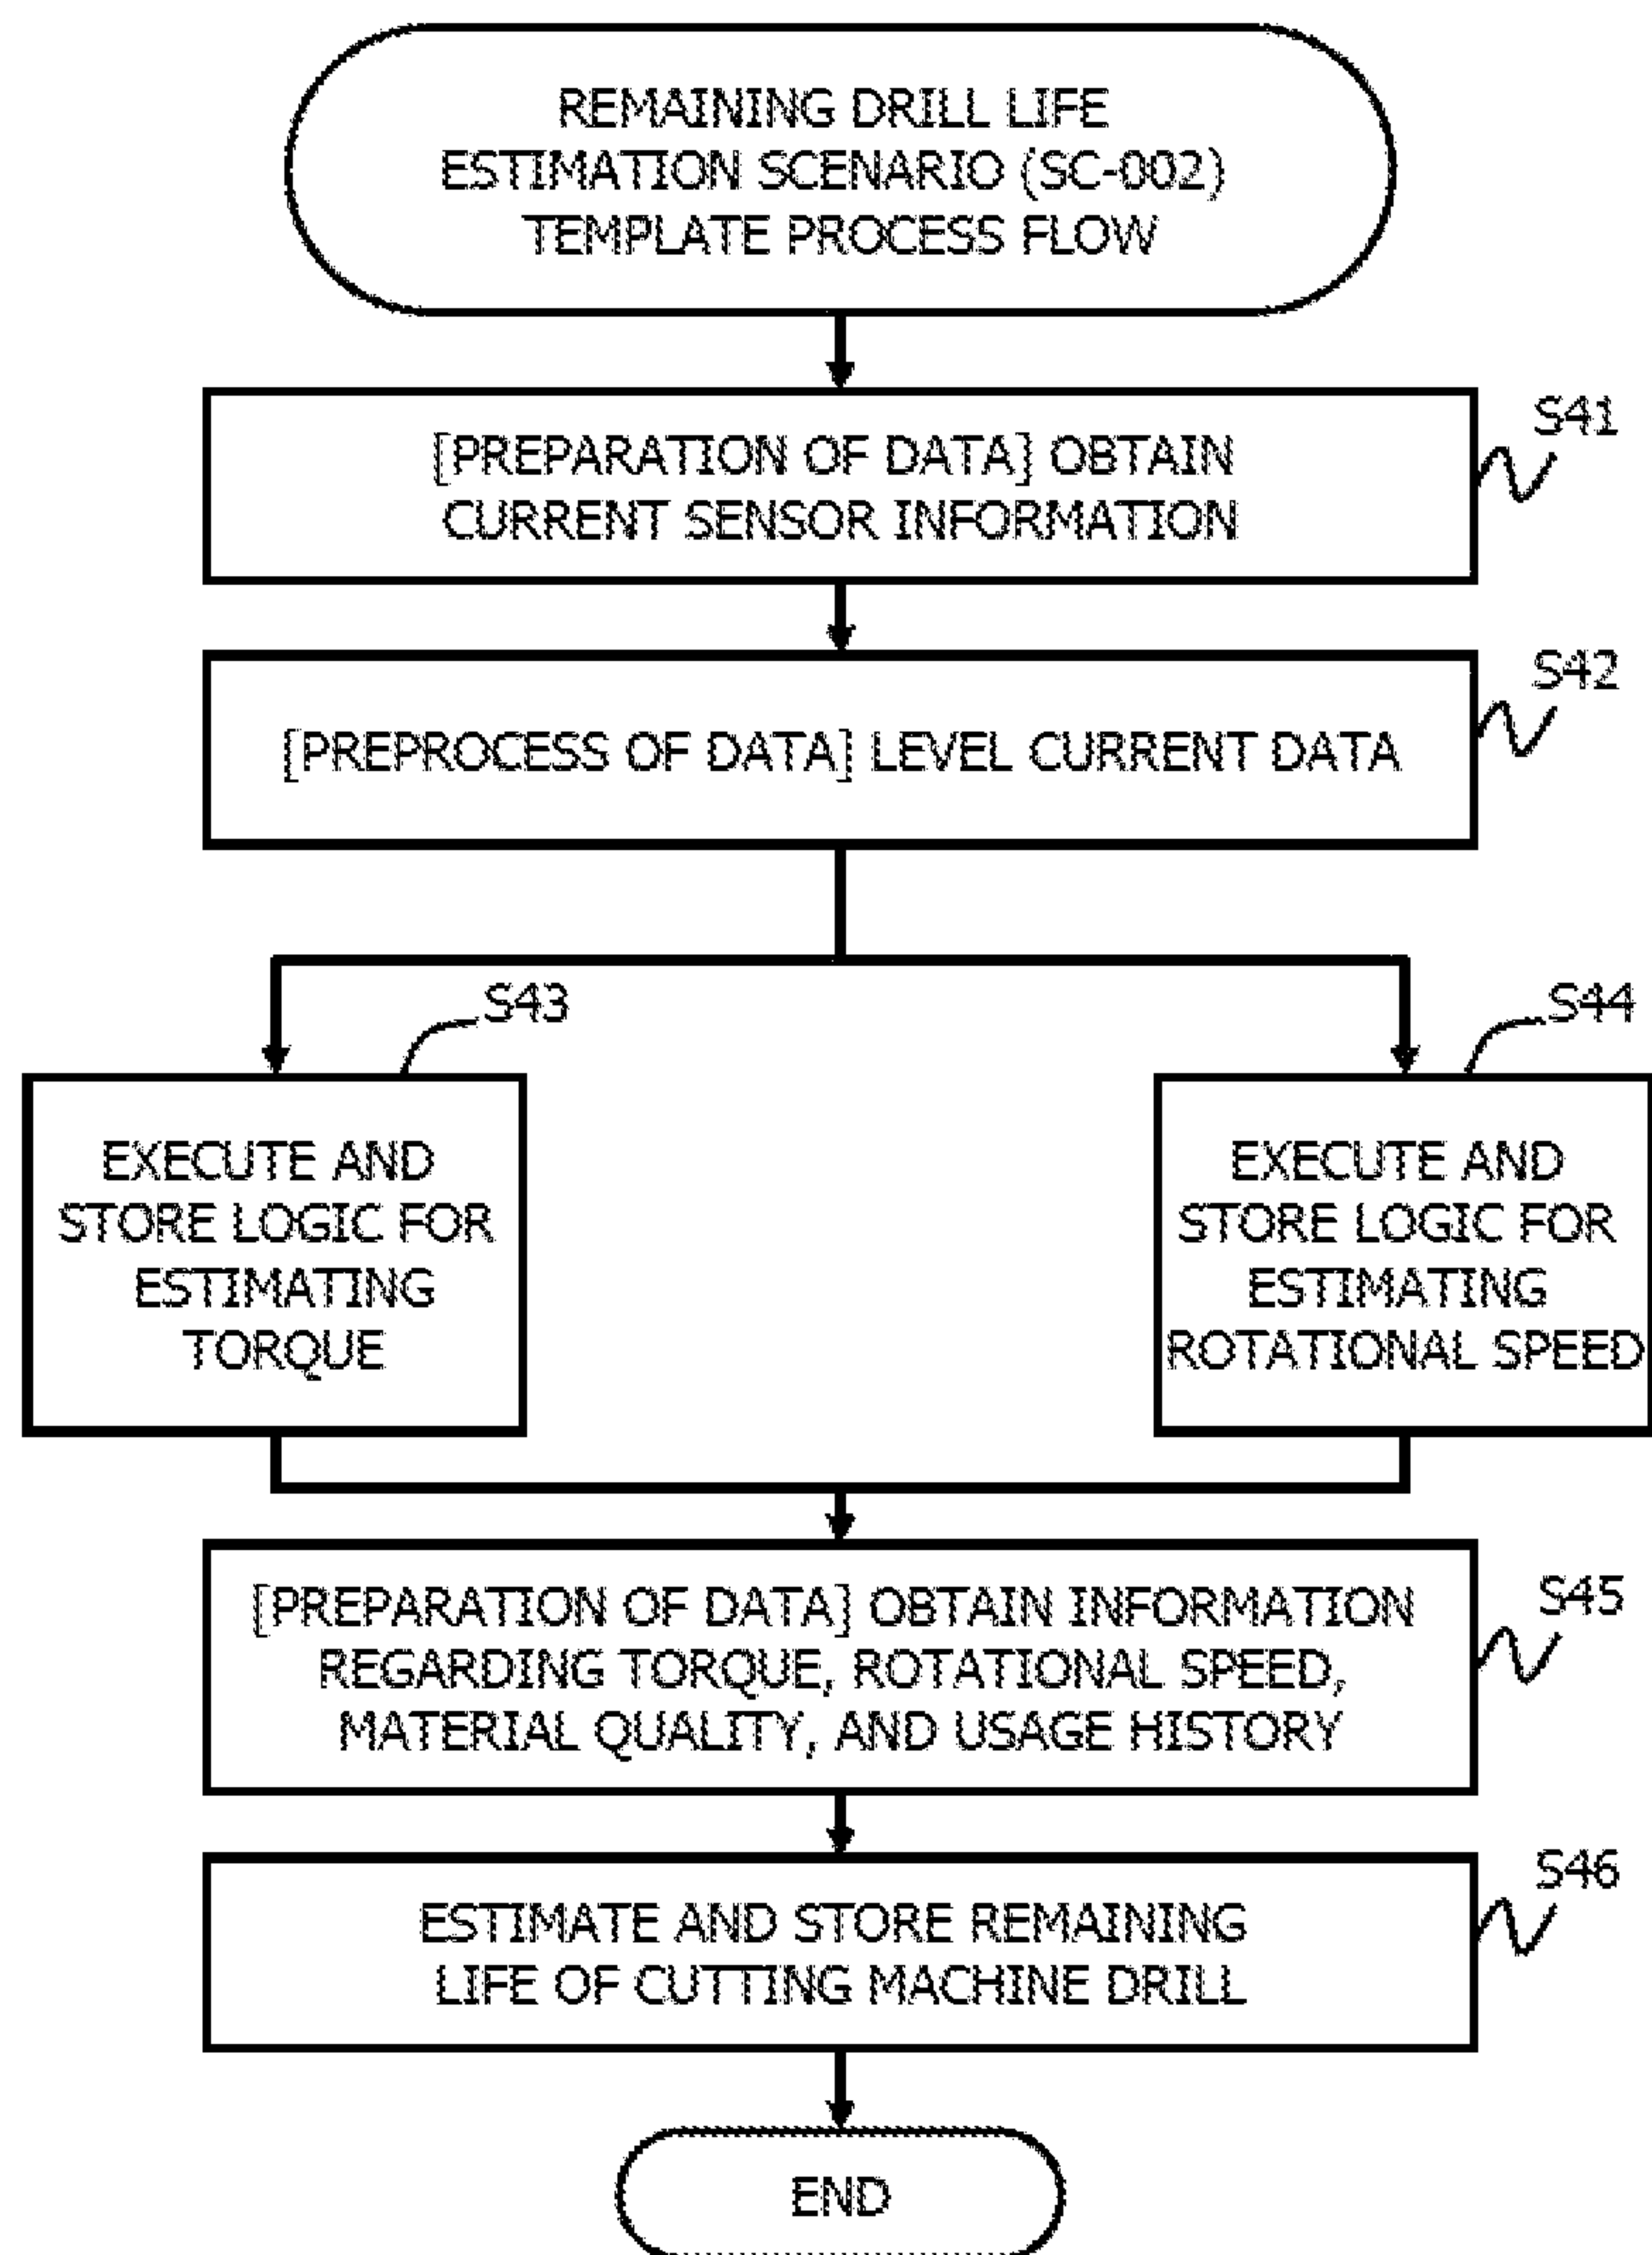 REMAINING DRILL LIFE
ESTIMATION SCENARIO (SC-002)
TEMPLATE PROCESS FLOW
S41
[PREPARATION OF DATA] OBTAIN
CURRENT SENSOR INFORMATION
S42
[PREPROCESS OF DATA] LEVEL CURRENT DATA
S43
EXECUTE AND
STORE LOGIC FOR
ESTIMATING
TORQUE
S44
EXECUTE AND
STORE LOGIC FOR
ESTIMATING
ROTATIONAL SPEED
S45
[PREPARATION OF DATA] OBTAIN INFORMATION
REGARDING TORQUE, ROTATIONAL SPEED,
MATERIAL QUALITY, AND USAGE HISTORY
S46
ESTIMATE AND STORE REMAINING
LIFE OF CUTTING MACHINE DRILL
END